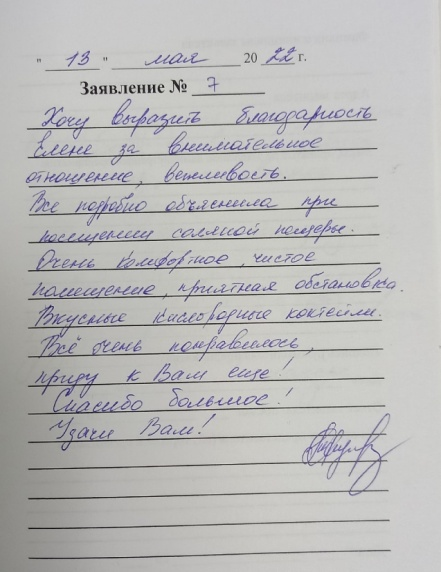 " 13 " мая 20 22 г.
Заявление № 7
Хочу выразить благодарность
Елене за внимательное
отношение, вежливость.
Все подробно объяснила при
посещении соляной пещеры.
Очень комфортное, чистое
помещение, приятная обстановка.
Вкусные кислородные коктейли.
Всё очень понравилось,
приду к Вам еще!
Спасибо большое!
Удачи Вам!